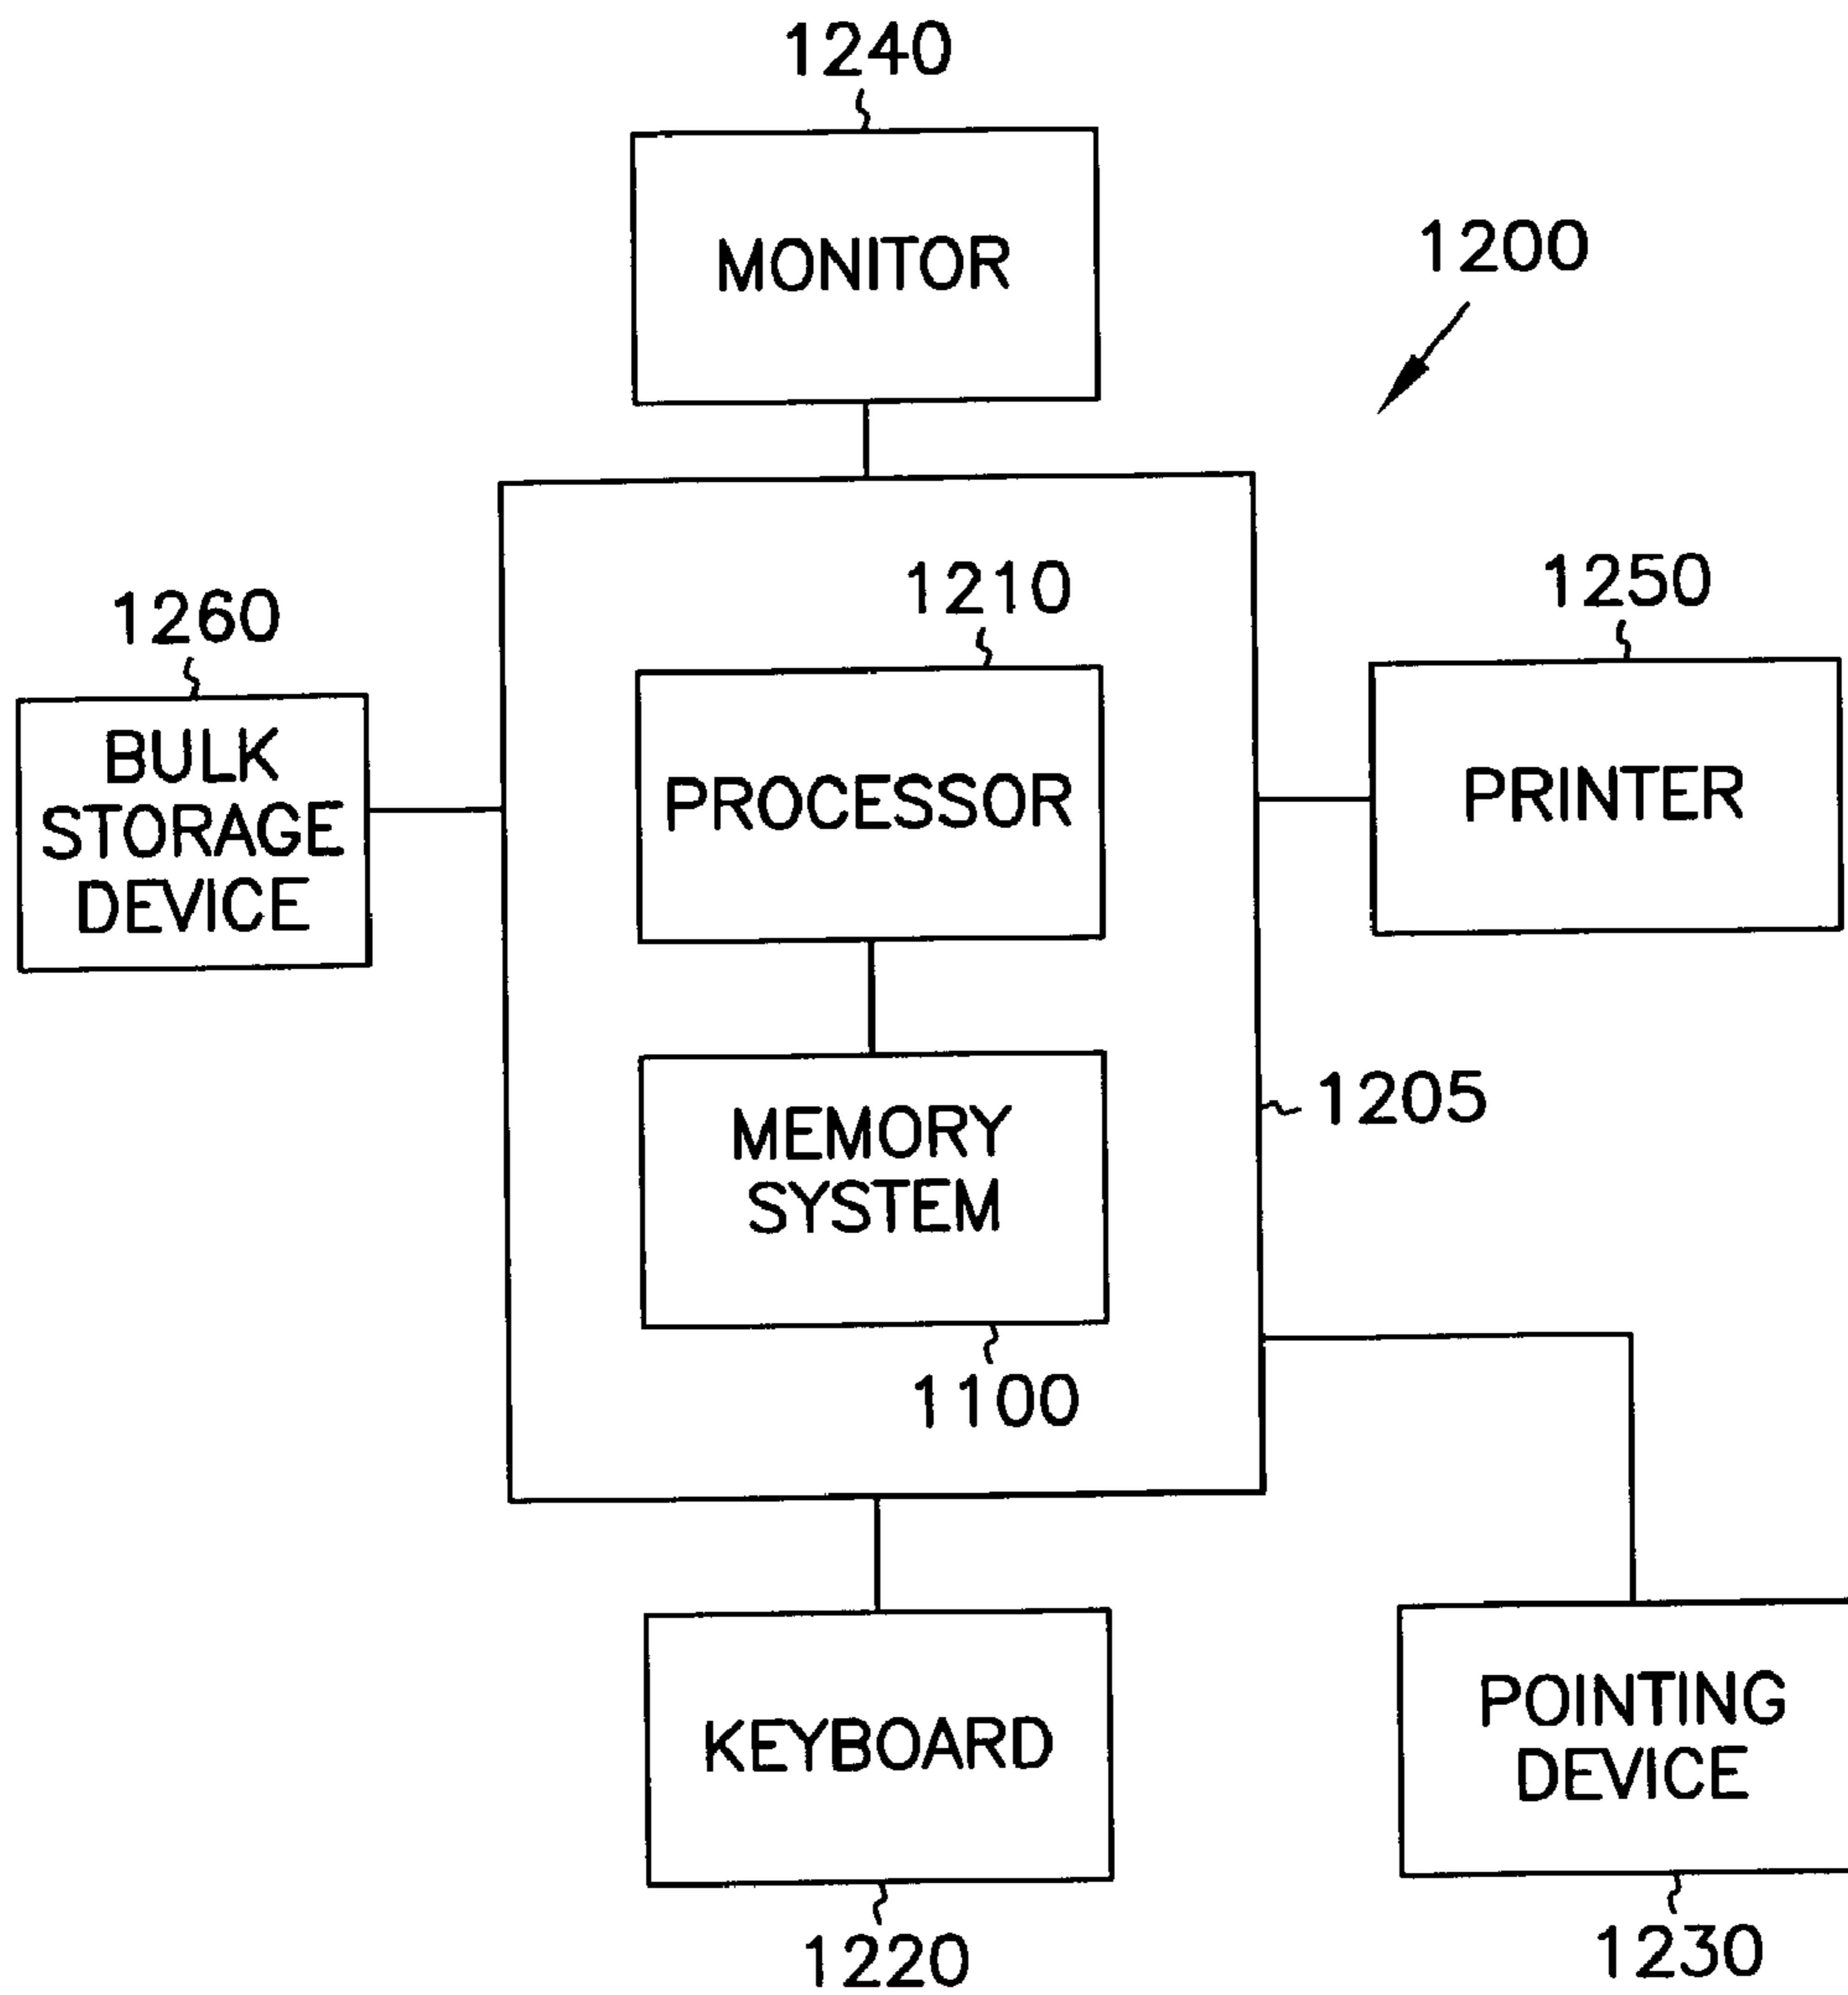 1240
MONITOR
1200
1210
1250
1260
BULK
STORAGE
DEVICE
PROCESSOR
PRINTER
1205
MEMORY
SYSTEM
1100
KEYBOARD
POINTING
DEVICE
1220
1230